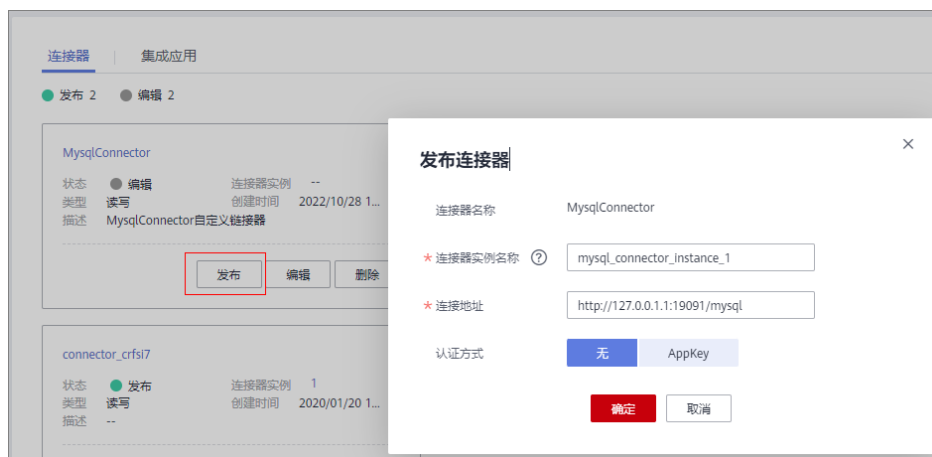 连接器 集成应用
发布 2 编辑 2
MysqlConnector
状态 编辑 连接器实例 --
类型 读写 创建时间 2022/10/28 1...
描述 MysqlConnector自定义链接器
发布 编辑 删除
connector_crfsi7
状态 发布 连接器实例 1
类型 读写 创建时间 2020/01/20 1...
描述 --
发布连接器
连接器名称 MysqlConnector
* 连接器实例名称 ? mysql_connector_instance_1
* 连接地址 http://127.0.0.1.1:19091/mysql
认证方式 无 AppKey
确定 取消